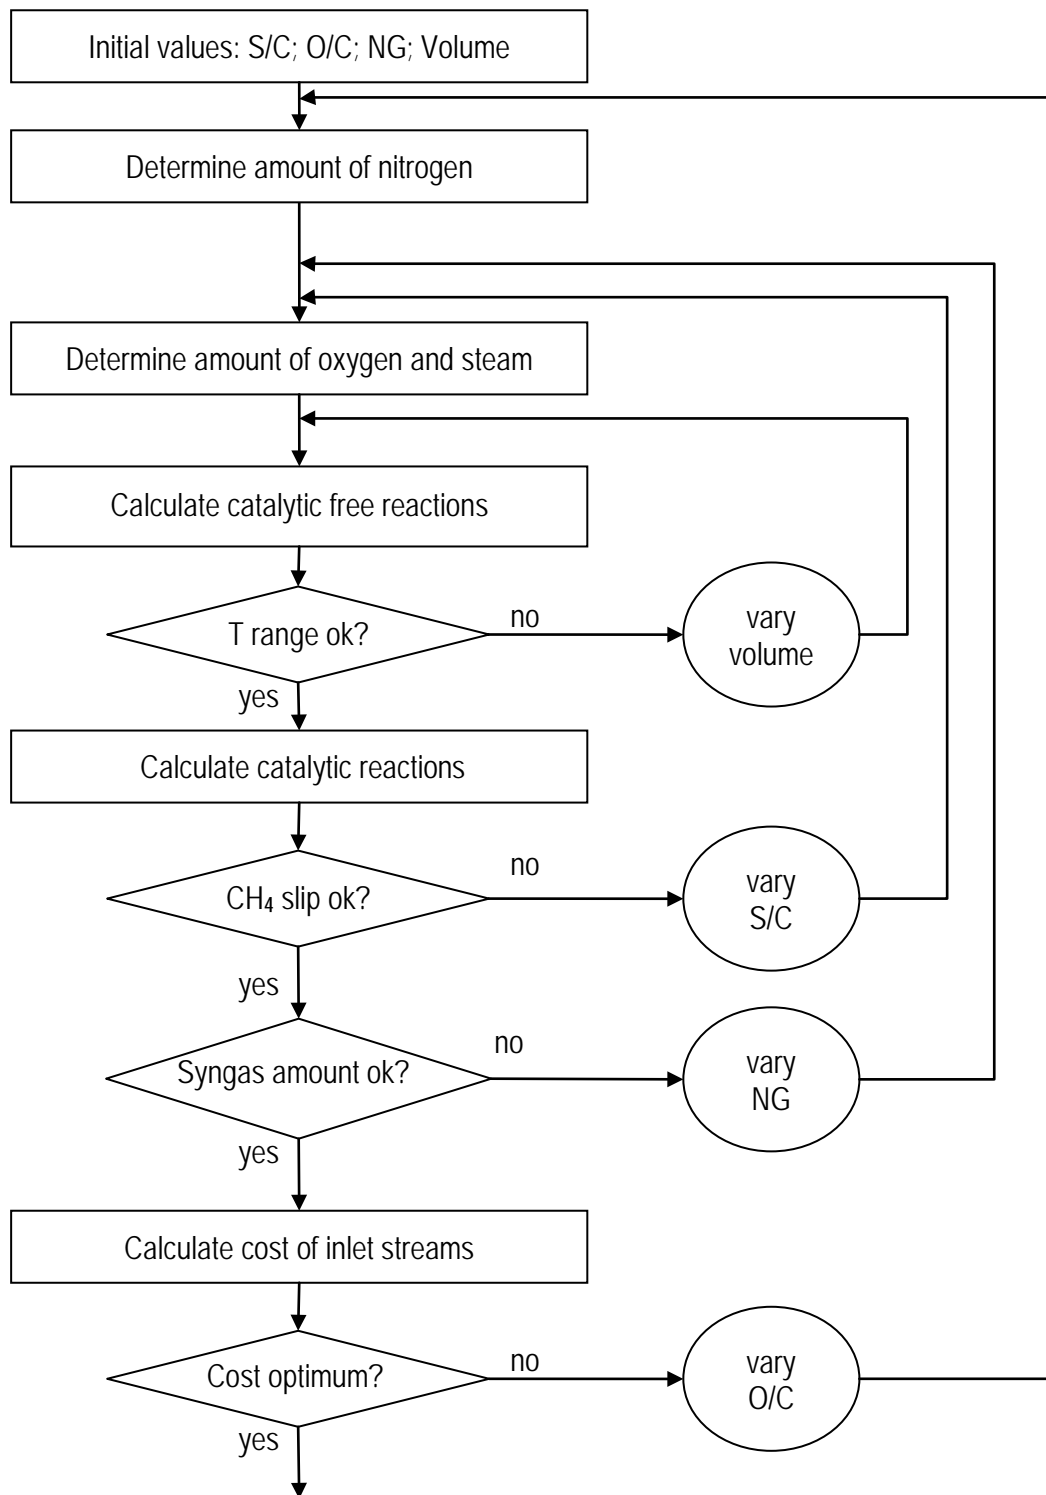 Initial values: S/C; O/C; NG; Volume
Determine amount of nitrogen
Determine amount of oxygen and steam
Calculate catalytic free reactions
T range ok?
no
vary
volume
yes
Calculate catalytic reactions
CH₄ slip ok?
no
vary
S/C
yes
Syngas amount ok?
no
vary
NG
yes
Calculate cost of inlet streams
Cost optimum?
no
vary
O/C
yes